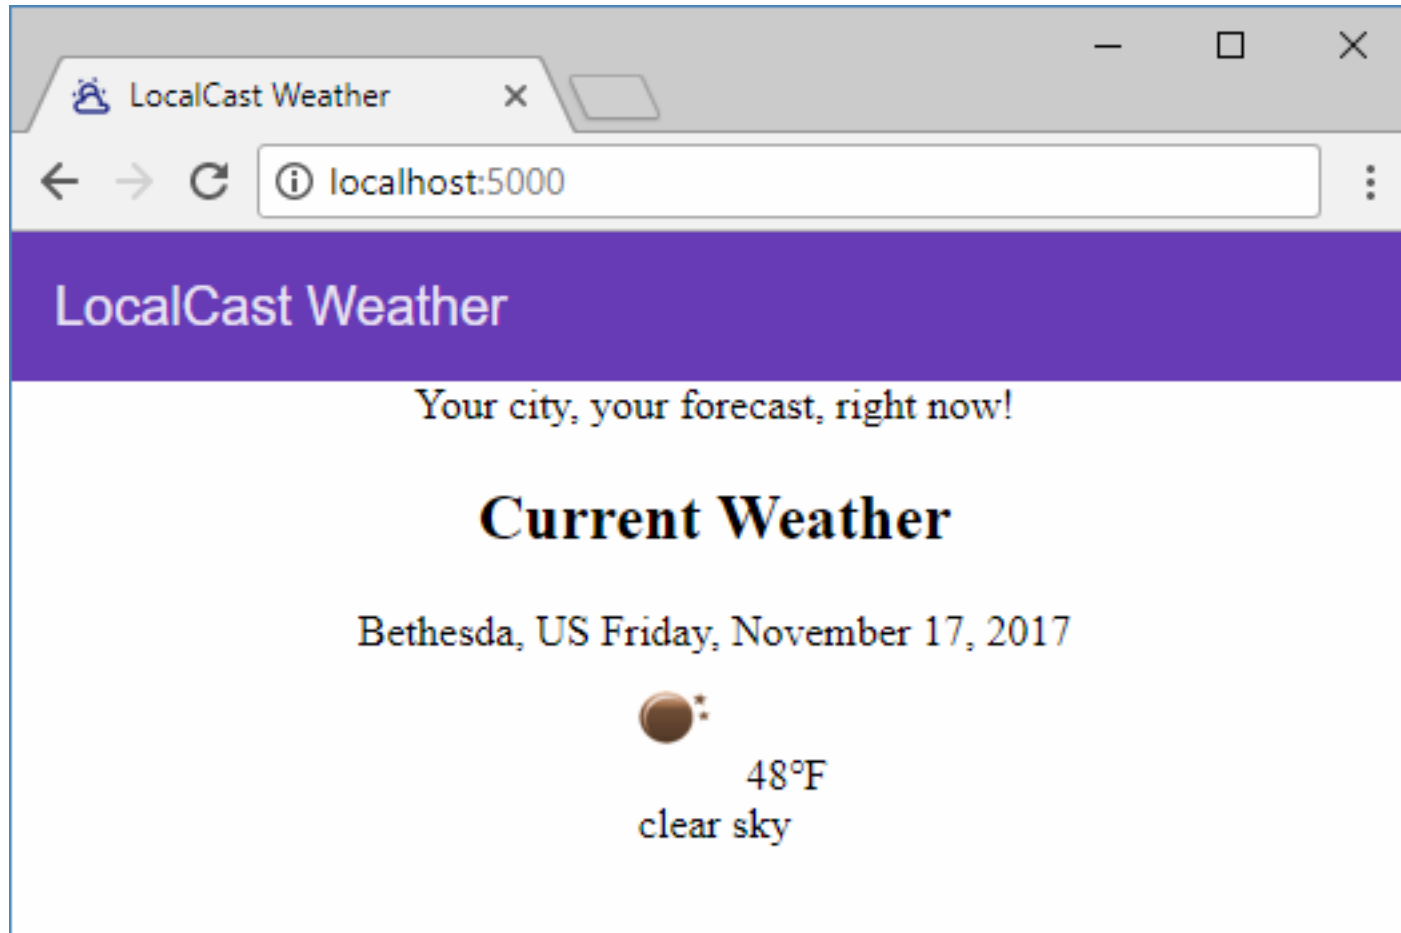 LocalCast Weather
localhost:5000
LocalCast Weather
Your city, your forecast, right now!
Current Weather
Bethesda, US Friday, November 17, 2017
48°F
clear sky